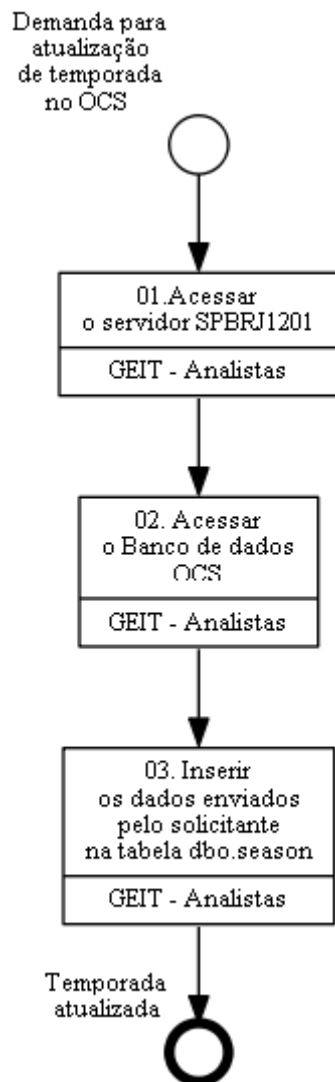 Demanda para
atualização
de temporada
no OCS
01.Acessar
o servidor SPBRJ1201
GEIT - Analistas
02. Acessar
o Banco de dados
OCS
GEIT - Analistas
03. Inserir
os dados enviados
pelo solicitante
na tabela dbo.season
GEIT - Analistas
Temporada
atualizada